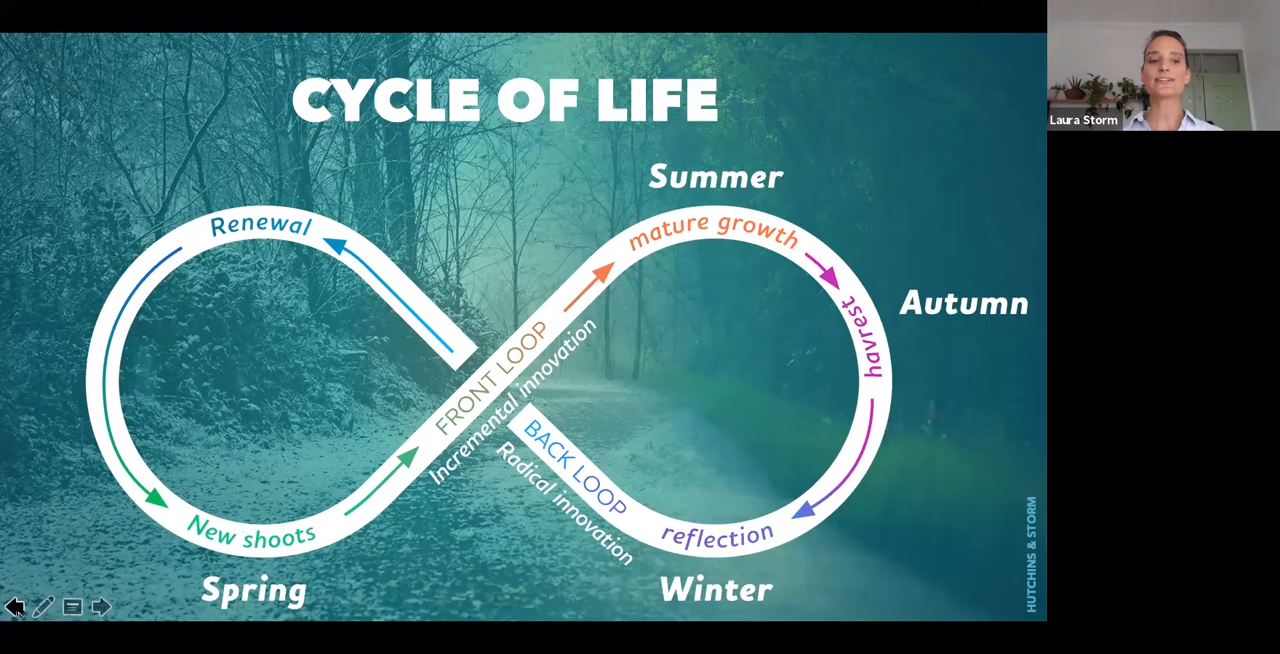 CYCLE OF LIFE
Laura Storm
Summer
Renewal
mature growth
Autumn
havrest
FRONT LOOP
Incremental innovation
BACK LOOP
Radical innovation
New shoots
reflection
Spring
Winter
HUTCHINS & STORM